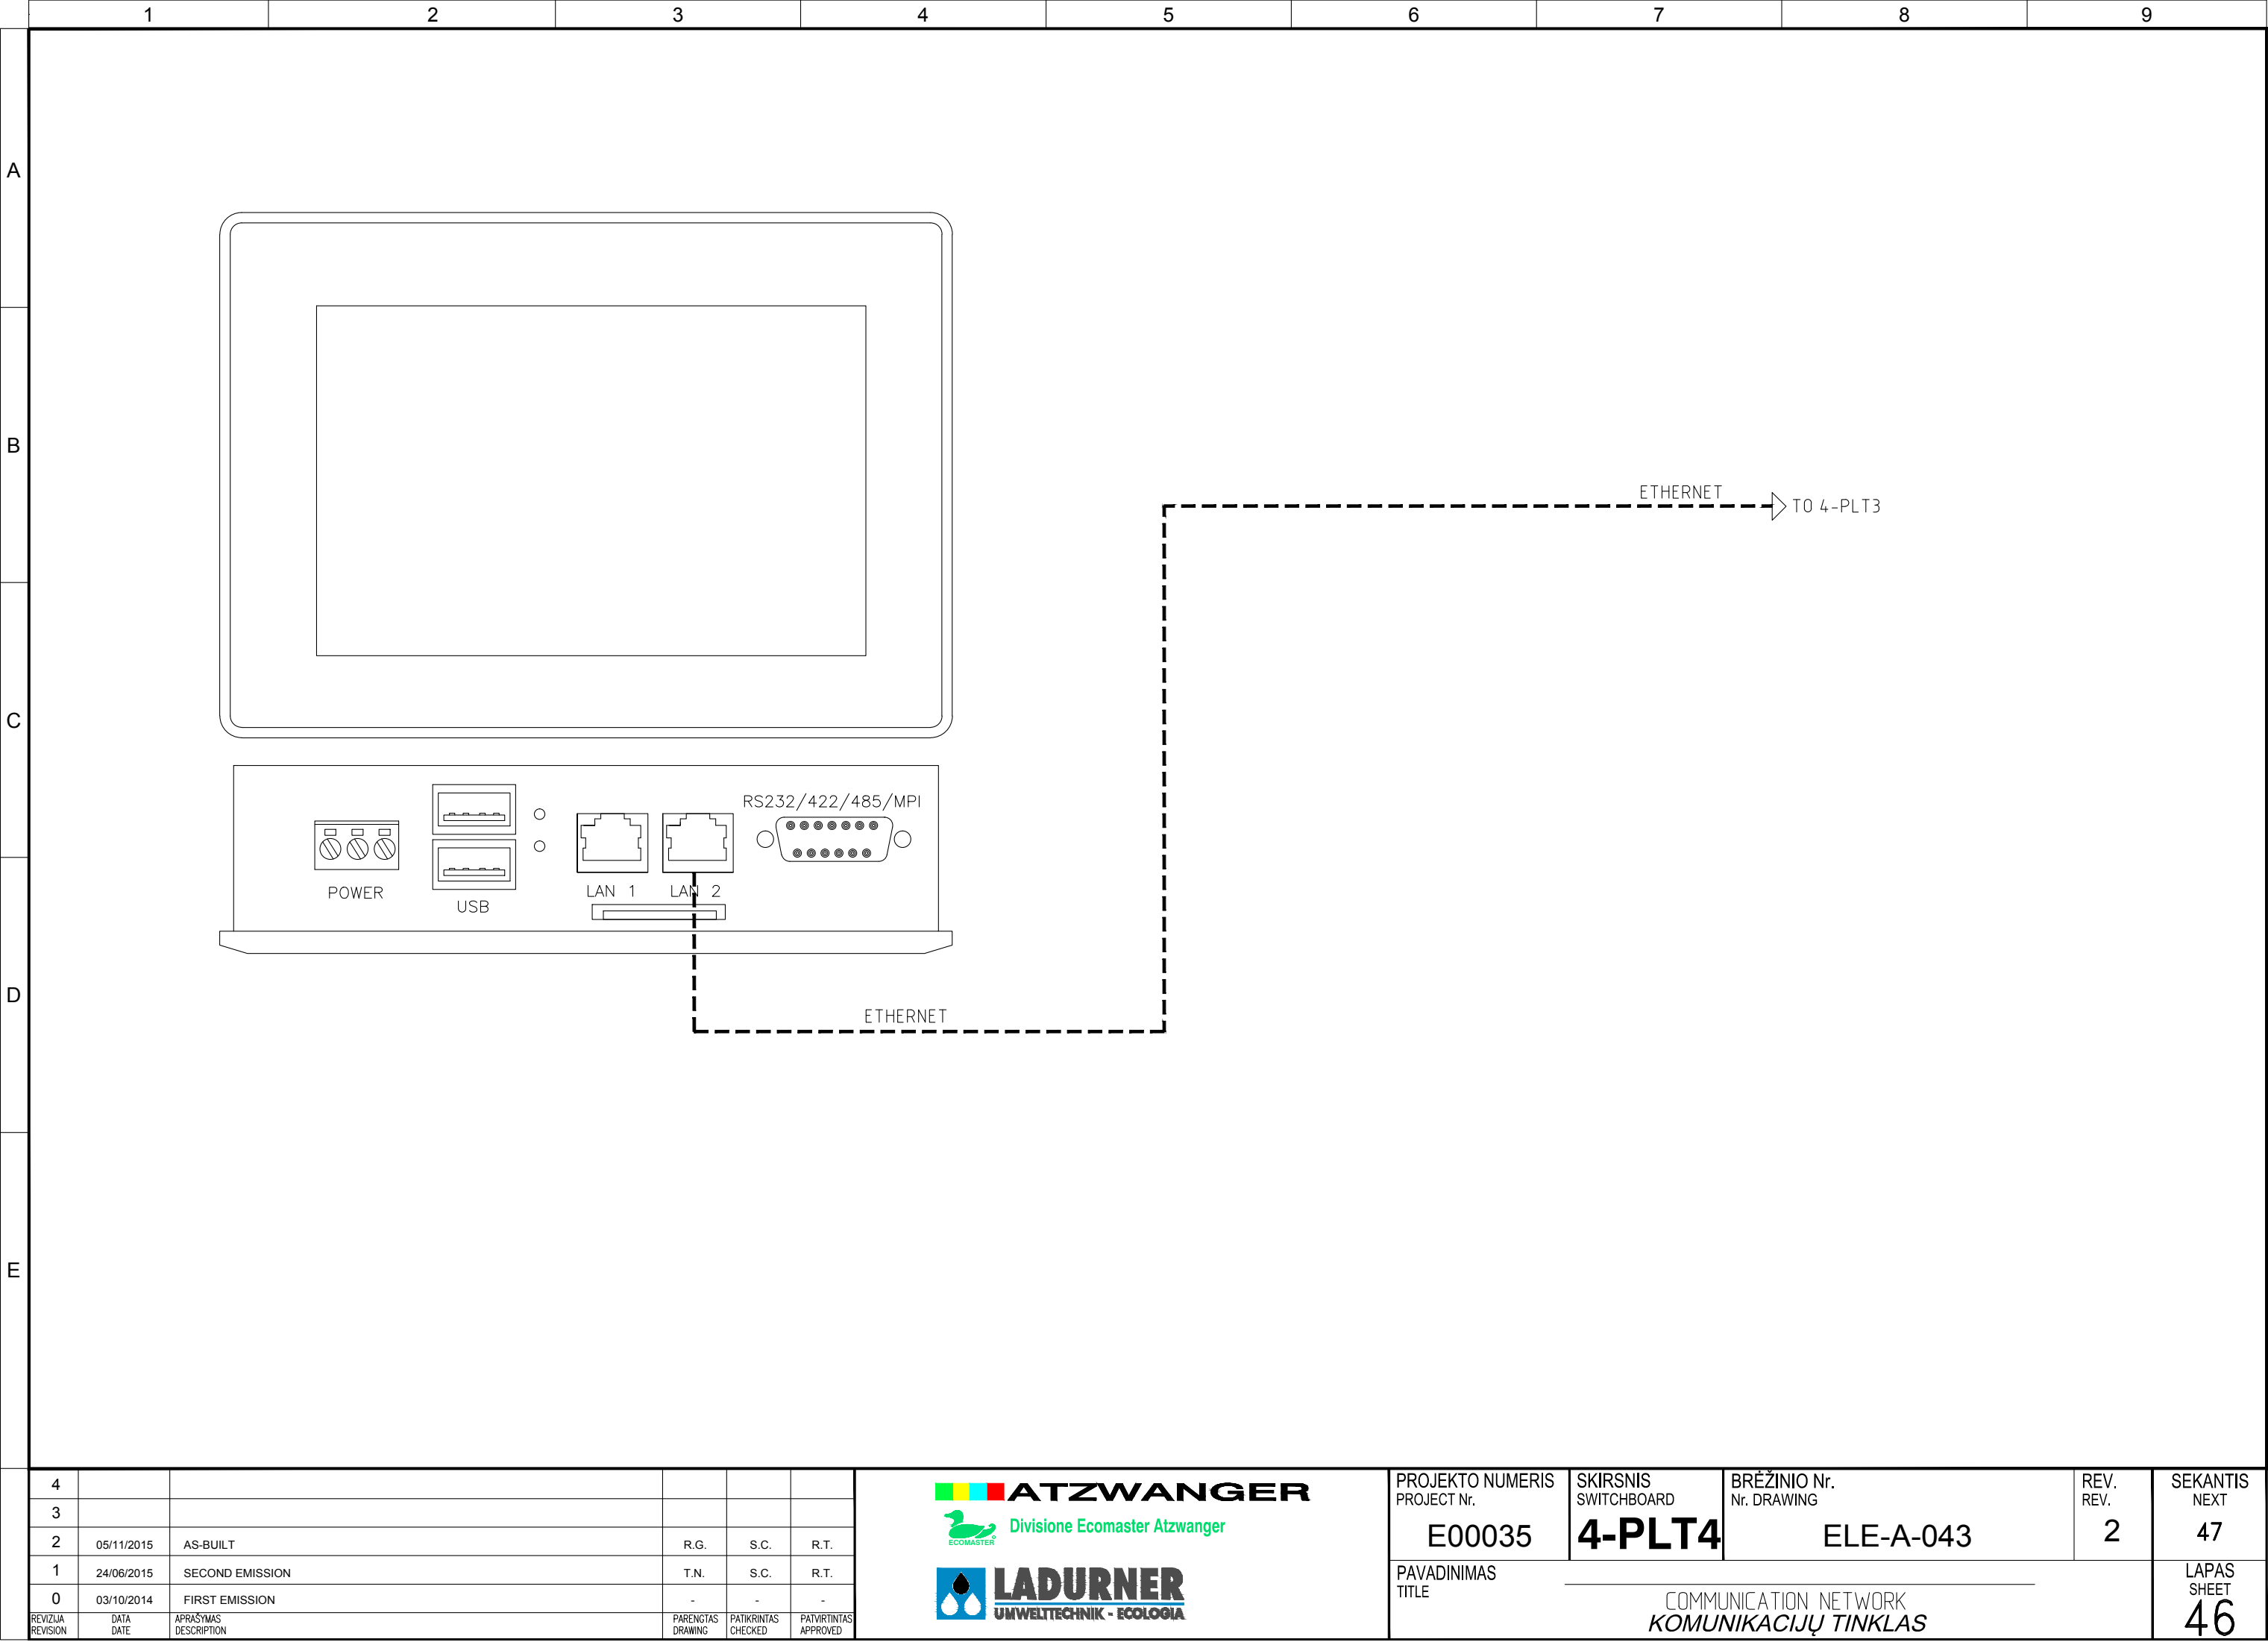 1 2 3 4 5 6 7 8 9
A
B
C
D
E
ETHERNET
TO 4-PLT3
RS232/422/485/MPI
POWER
USB
LAN 1
LAN 2
ETHERNET
4
3
2 05/11/2015 AS-BUILT R.G. S.C. R.T.
1 24/06/2015 SECOND EMISSION T.N. S.C. R.T.
0 03/10/2014 FIRST EMISSION - - -
REVIZIJA DATA APRAŠYMAS PARENGTAS PATIKRINTAS PATVIRTINTAS
REVISION DATE DESCRIPTION DRAWING CHECKED APPROVED
ATZWANGER
Divisione Ecomaster Atzwanger
ECOMASTER
LADURNER
UMWELTTECHNIK - ECOLOGIA
PROJEKTO NUMERIS
PROJECT Nr.
E00035
SKIRSNIS
SWITCHBOARD
4-PLT4
BRĖŽINIO Nr.
Nr. DRAWING
ELE-A-043
REV.
REV.
2
SEKANTIS
NEXT
47
PAVADINIMAS
TITLE
COMMUNICATION NETWORK
KOMUNIKACIJŲ TINKLAS
LAPAS
SHEET
46